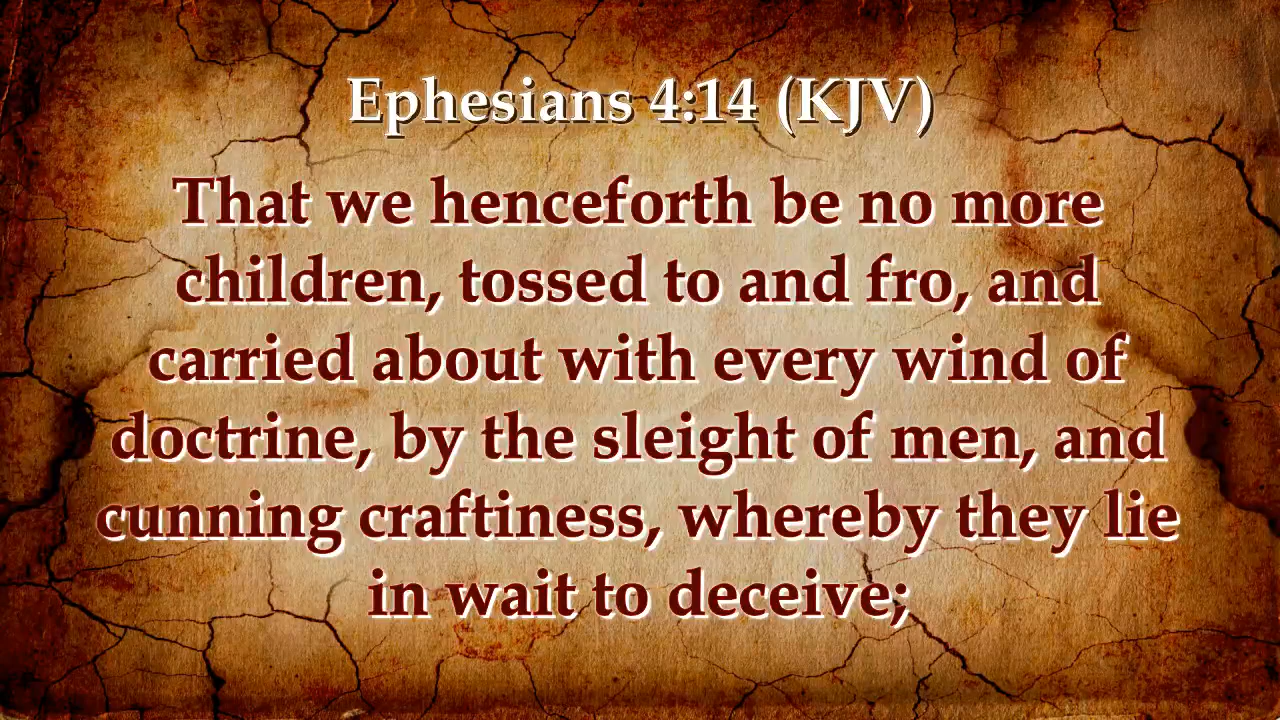 Ephesians 4:14 (KJV)
That we henceforth be no more
children, tossed to and fro, and
carried about with every wind of
doctrine, by the sleight of men, and
cunning craftiness, whereby they lie
in wait to deceive;